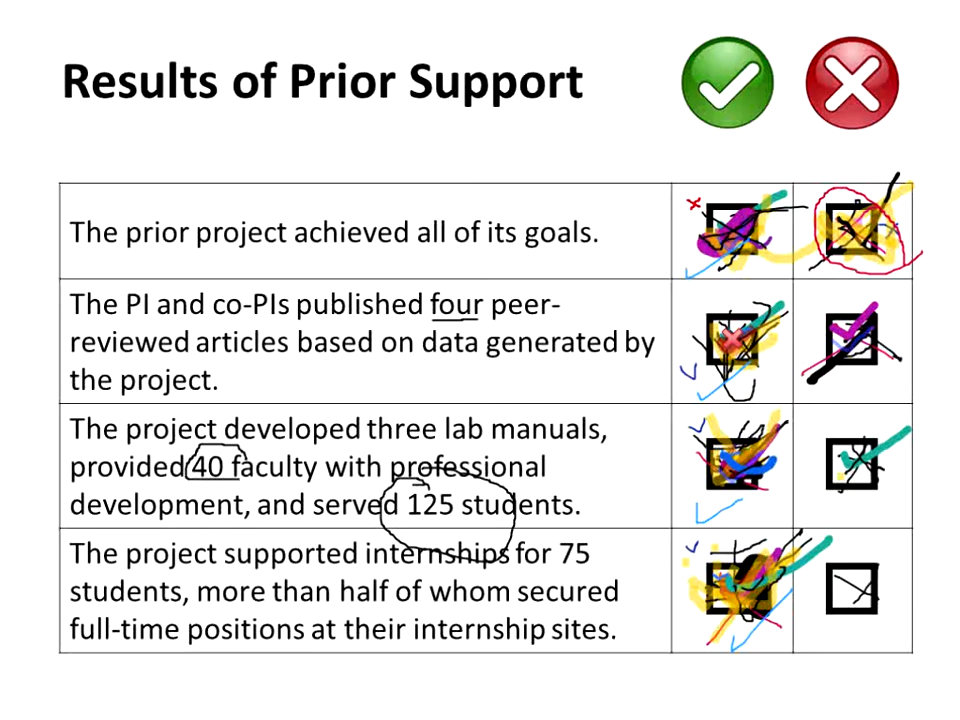 Results of Prior Support
The prior project achieved all of its goals.
The PI and co-PIs published four peer-
reviewed articles based on data generated by
the project.
The project developed three lab manuals,
provided 40 faculty with professional
development, and served 125 students.
The project supported internships for 75
students, more than half of whom secured
full-time positions at their internship sites.